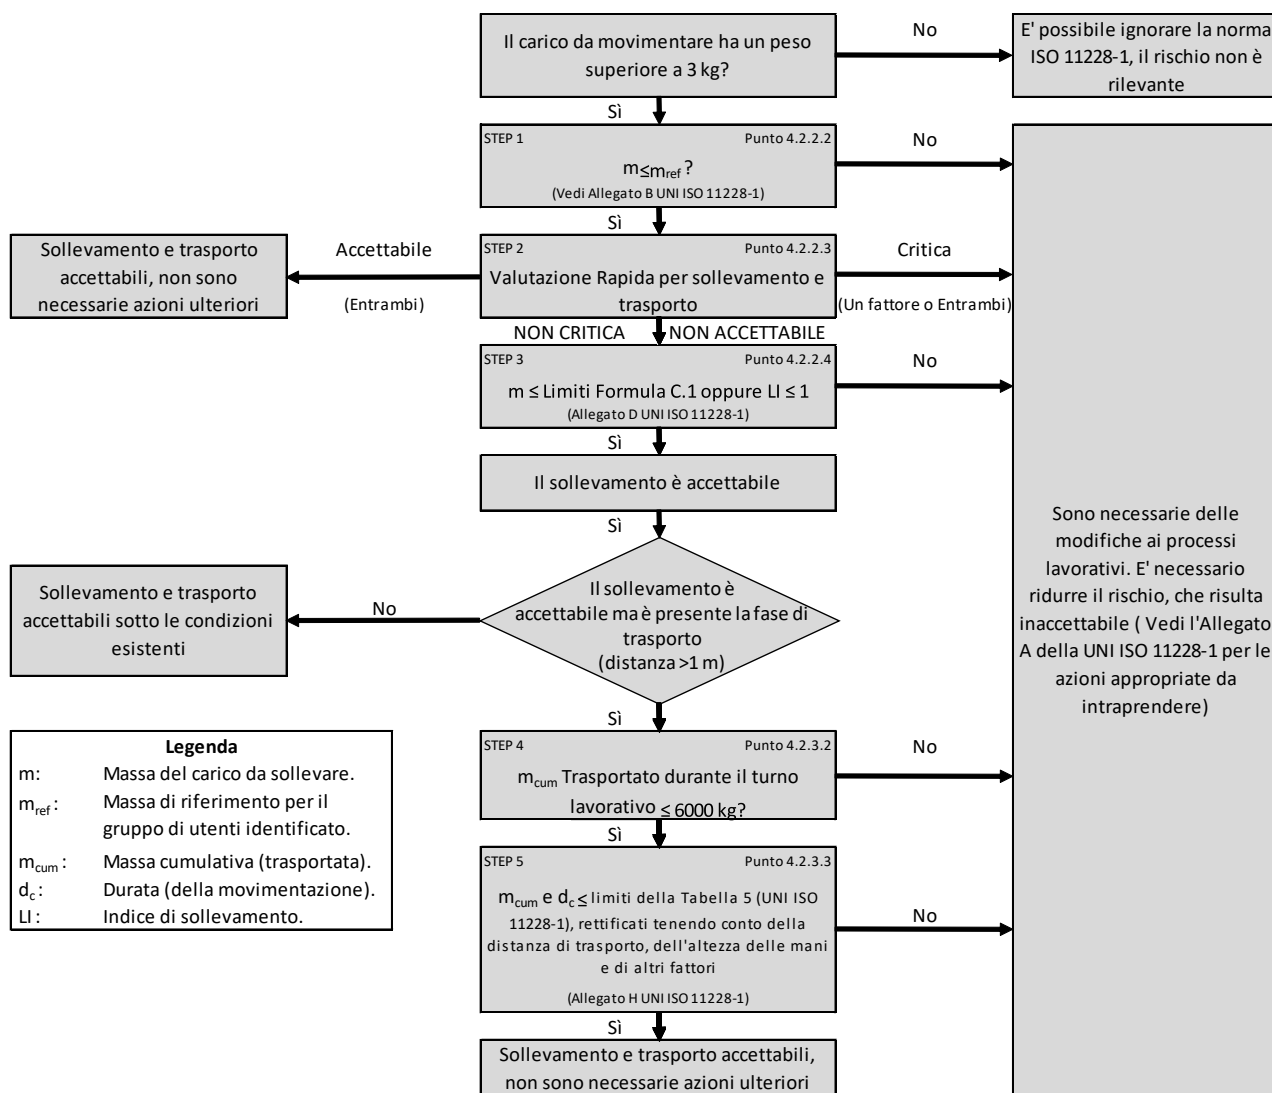 Il carico da movimentare ha un peso
superiore a 3 kg?
No
E' possibile ignorare la norma
ISO 11228-1, il rischio non è
rilevante
Sì
STEP 1
Punto 4.2.2.2
m≤mref ?
(Vedi Allegato B UNI ISO 11228-1)
No
Sì
Sollevamento e trasporto
accettabili, non sono
necessarie azioni ulteriori
Accettabile
(Entrambi)
STEP 2
Punto 4.2.2.3
Valutazione Rapida per sollevamento e
trasporto
Critica
(Un fattore o Entrambi)
NON CRITICA
NON ACCETTABILE
STEP 3
Punto 4.2.2.4
m ≤ Limiti Formula C.1 oppure LI ≤ 1
(Allegato D UNI ISO 11228-1)
No
Sì
Il sollevamento è accettabile
Sì
Il sollevamento è
accettabile ma è presente la fase di
trasporto
(distanza >1 m)
No
Sollevamento e trasporto
accettabili sotto le condizioni
esistenti
Sono necessarie delle
modifiche ai processi
lavorativi. E' necessario
ridurre il rischio, che risulta
inaccettabile ( Vedi l'Allegato
A della UNI ISO 11228-1 per le
azioni appropriate da
intraprendere)
Sì
STEP 4
Punto 4.2.3.2
mcum Trasportato durante il turno
lavorativo ≤ 6000 kg?
No
Sì
STEP 5
Punto 4.2.3.3
mcum e dc ≤ limiti della Tabella 5 (UNI ISO
11228-1), rettificati tenendo conto della
distanza di trasporto, dell'altezza delle mani
e di altri fattori
(Allegato H UNI ISO 11228-1)
No
Sì
Sollevamento e trasporto accettabili,
non sono necessarie azioni ulteriori
Legenda
m: Massa del carico da sollevare.
mref : Massa di riferimento per il
gruppo di utenti identificato.
mcum : Massa cumulativa (trasportata).
dc : Durata (della movimentazione).
LI : Indice di sollevamento.